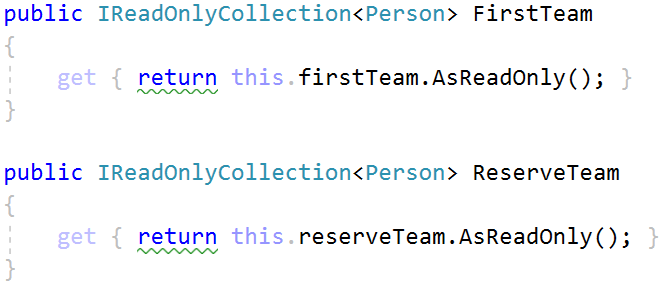 public IReadOnlyCollection<Person> FirstTeam
{
    get { return this.firstTeam.AsReadOnly(); }
}

public IReadOnlyCollection<Person> ReserveTeam
{
    get { return this.reserveTeam.AsReadOnly(); }
}